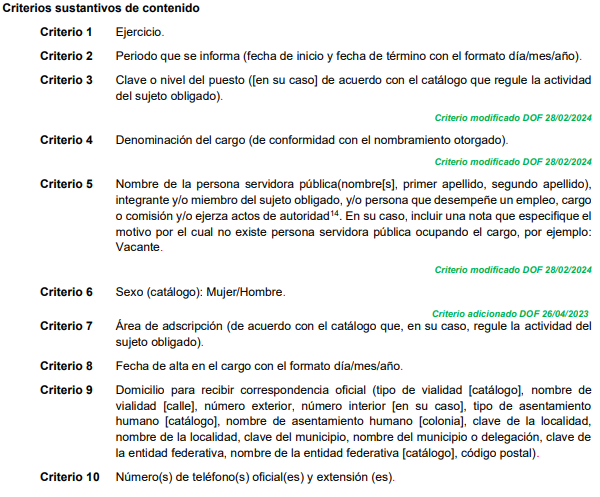 Criterios sustantivos de contenido
Criterio 1 Ejercicio.
Criterio 2 Periodo que se informa (fecha de inicio y fecha de término con el formato día/mes/año).
Criterio 3 Clave o nivel del puesto ([en su caso] de acuerdo con el catálogo que regule la actividad
del sujeto obligado).
Criterio modificado DOF 28/02/2024
Criterio 4 Denominación del cargo (de conformidad con el nombramiento otorgado).
Criterio modificado DOF 28/02/2024
Criterio 5 Nombre de la persona servidora pública(nombre[s], primer apellido, segundo apellido),
integrante y/o miembro del sujeto obligado, y/o persona que desempeñe un empleo, cargo
o comisión y/o ejerza actos de autoridad¹⁴. En su caso, incluir una nota que especifique el
motivo por el cual no existe persona servidora pública ocupando el cargo, por ejemplo:
Vacante.
Criterio modificado DOF 28/02/2024
Criterio 6 Sexo (catálogo): Mujer/Hombre.
Criterio adicionado DOF 26/04/2023
Criterio 7 Área de adscripción (de acuerdo con el catálogo que, en su caso, regule la actividad del
sujeto obligado).
Criterio 8 Fecha de alta en el cargo con el formato día/mes/año.
Criterio 9 Domicilio para recibir correspondencia oficial (tipo de vialidad [catálogo], nombre de
vialidad [calle], número exterior, número interior [en su caso], tipo de asentamiento
humano [catálogo], nombre de asentamiento humano [colonia], clave de la localidad,
nombre de la localidad, clave del municipio, nombre del municipio o delegación, clave de
la entidad federativa, nombre de la entidad federativa [catálogo], código postal).
Criterio 10 Número(s) de teléfono(s) oficial(es) y extensión (es).